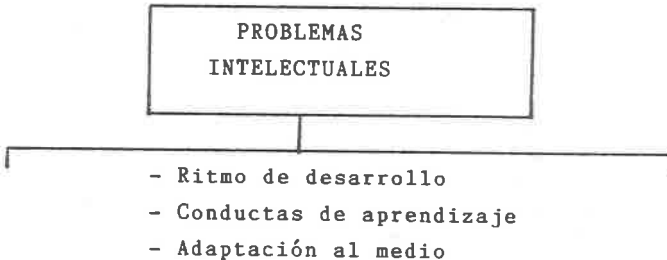 PROBLEMAS
INTELECTUALES
- Ritmo de desarrollo
- Conductas de aprendizaje
- Adaptación al medio